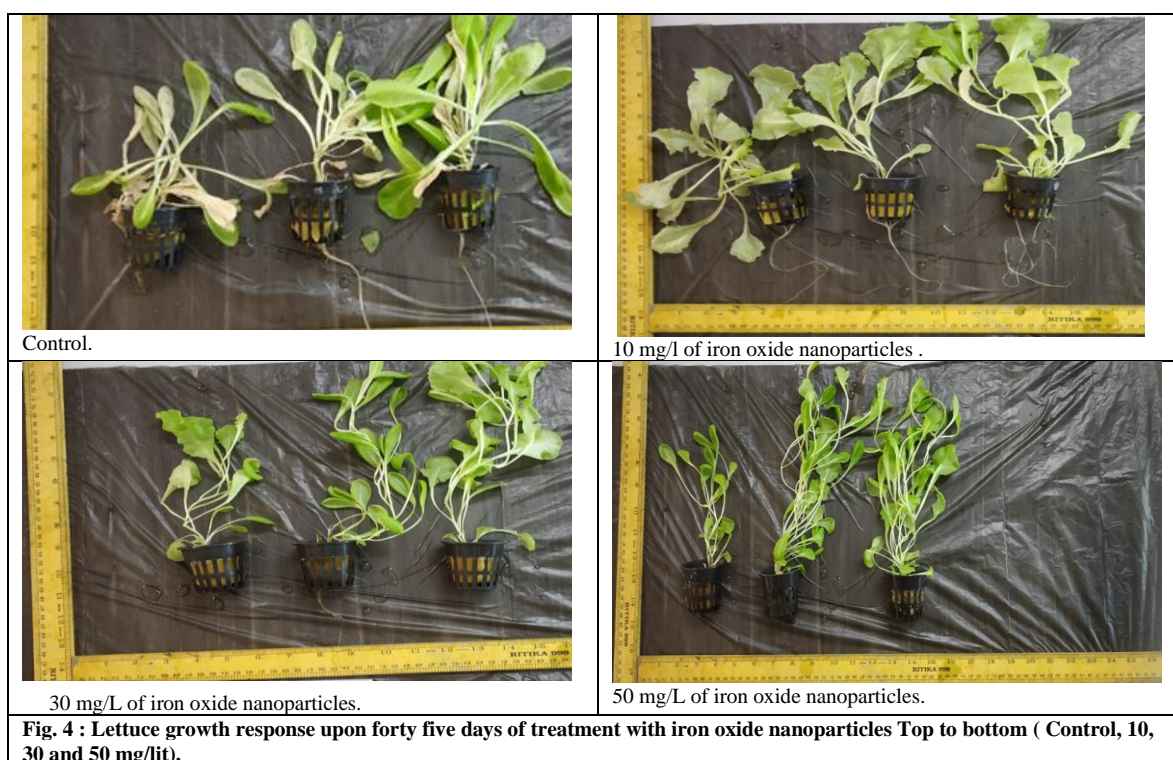 Control.
10 mg/l of iron oxide nanoparticles .
RITIKA 999
30 mg/L of iron oxide nanoparticles.
50 mg/L of iron oxide nanoparticles.
Fig. 4 : Lettuce growth response upon forty five days of treatment with iron oxide nanoparticles Top to bottom ( Control, 10,
30 and 50 mg/lit).